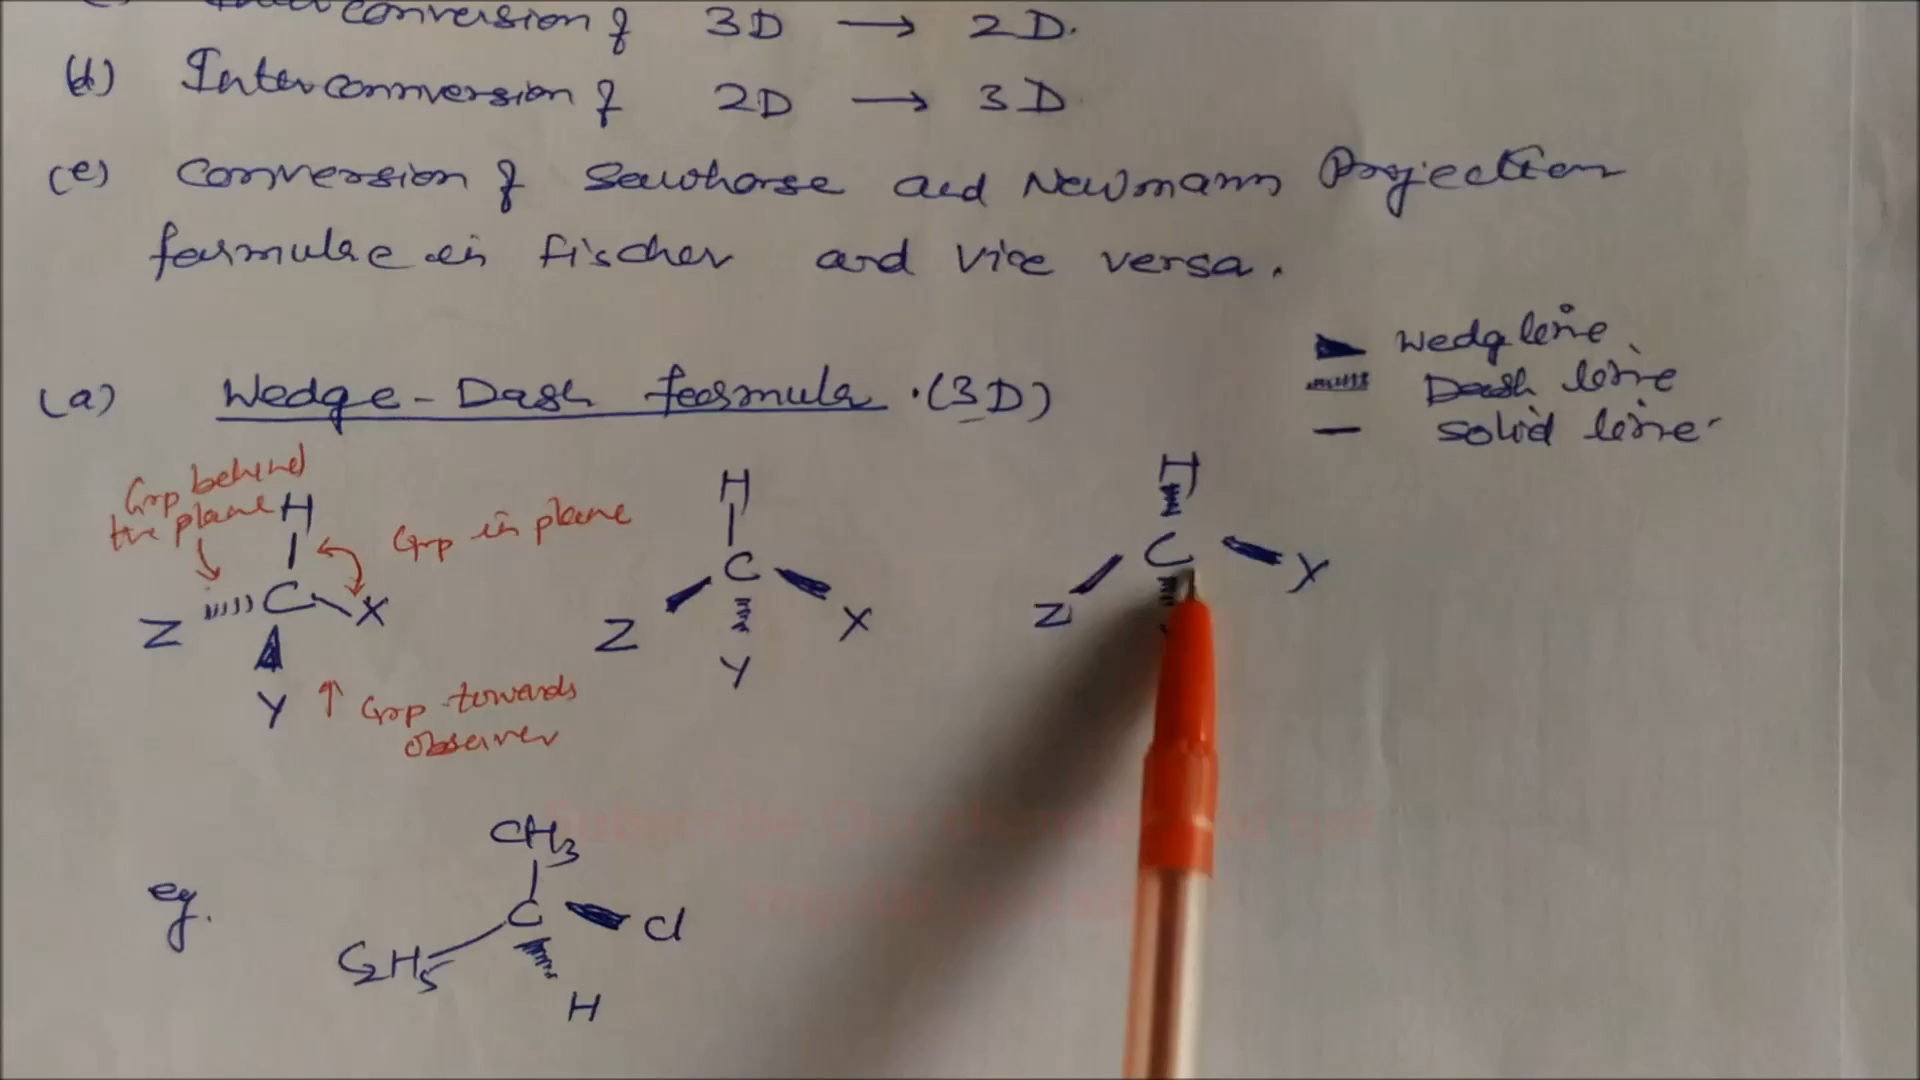 conversion of 3D → 2D.
(d) Interconmversion of 2D → 3D
(e) Conversion of Sawhorse and Newmann Projection
formulae in fischer and vice versa.
Wedg line
Dash line
Solid line
(a) Wedge-Dash formula. (3D)
Grp behind
the plane
H
Grp in plane
Z C X
Y
↑ Grp towards
observer
H
C
Z X
Y
H
C
Z X
eg.
CH3
C Cl
C2H5
H